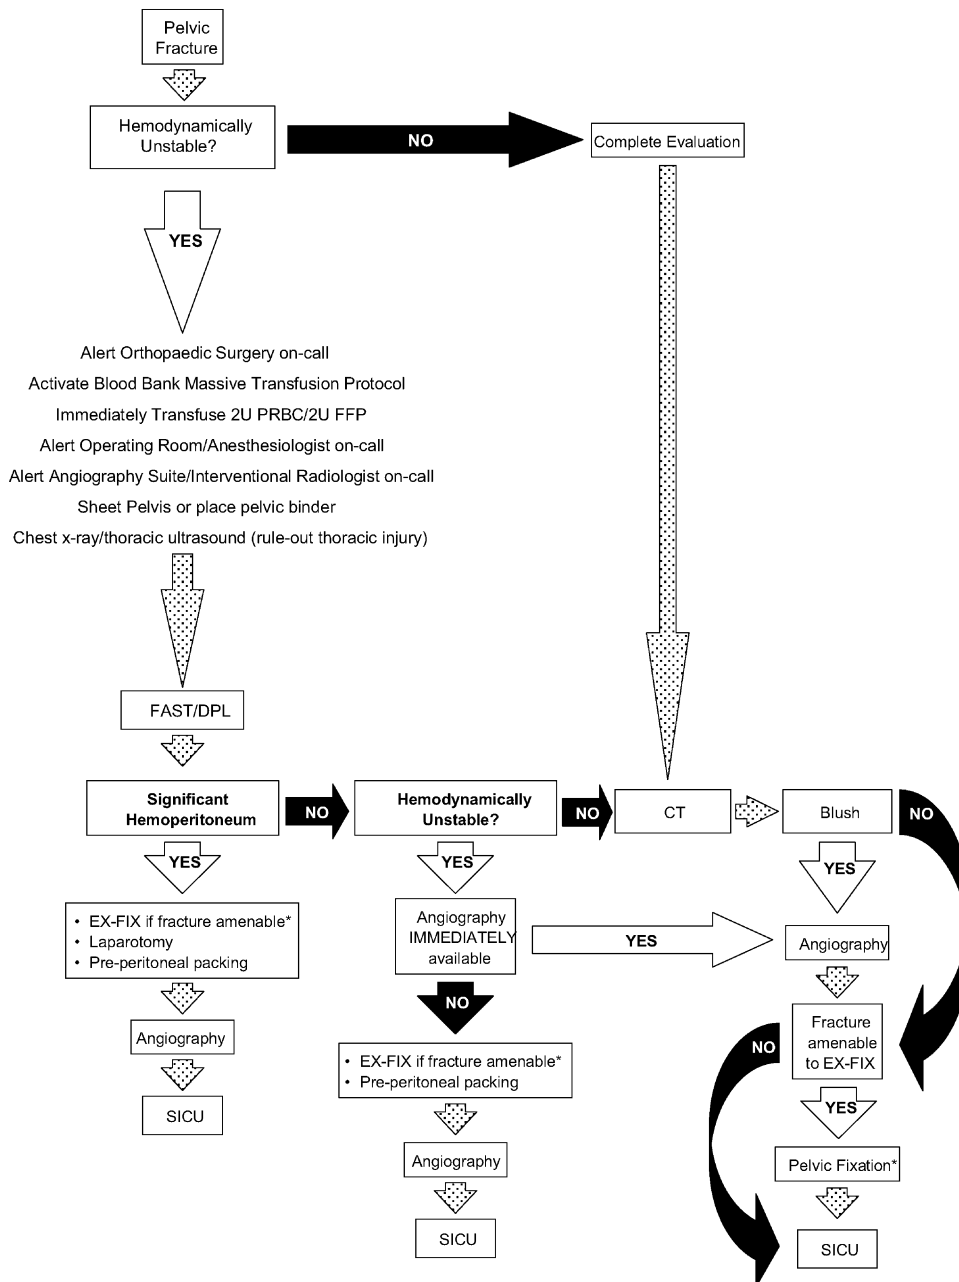 Pelvic
Fracture
Hemodynamically
Unstable?
NO
Complete Evaluation
YES
Alert Orthopaedic Surgery on-call
Activate Blood Bank Massive Transfusion Protocol
Immediately Transfuse 2U PRBC/2U FFP
Alert Operating Room/Anesthesiologist on-call
Alert Angiography Suite/Interventional Radiologist on-call
Sheet Pelvis or place pelvic binder
Chest x-ray/thoracic ultrasound (rule-out thoracic injury)
FAST/DPL
Significant
Hemoperitoneum
NO
Hemodynamically
Unstable?
NO
CT
Blush
NO
YES
YES
YES
• EX-FIX if fracture amenable*
• Laparotomy
• Pre-peritoneal packing
Angiography
IMMEDIATELY
available
YES
Angiography
NO
Angiography
Fracture
amenable
to EX-FIX
NO
• EX-FIX if fracture amenable*
• Pre-peritoneal packing
SICU
YES
Angiography
Pelvic Fixation*
SICU
SICU